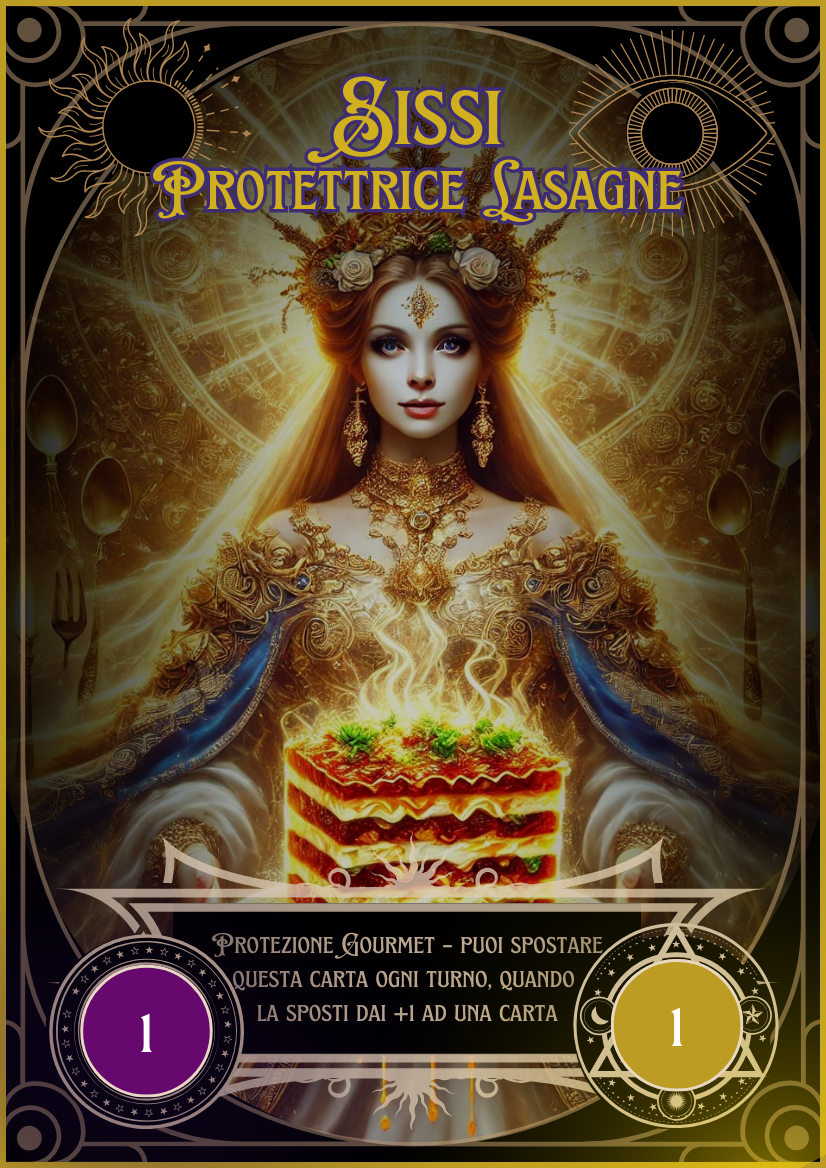 Sissi
Protettrice Lasagne
Protezione Gourmet - puoi spostare
questa carta ogni turno, quando
la sposti dai +1 ad una carta
1
1